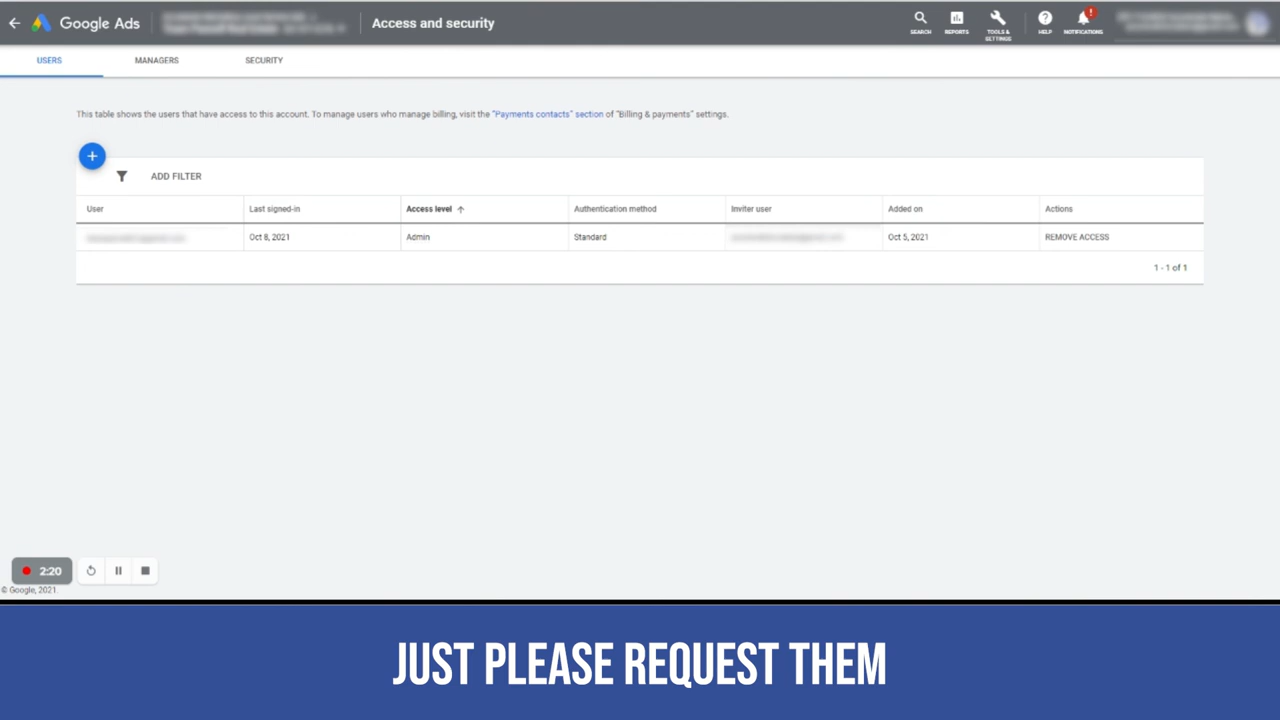 Google Ads
Access and security
SEARCH
REPORTS
TOOLS &
SETTINGS
HELP
!
NOTIFICATIONS
USERS
MANAGERS
SECURITY
This table shows the users that have access to this account. To manage users who manage billing, visit the "Payments contacts" section of "Billing & payments" settings.
ADD FILTER
User Last signed-in Access level Authentication method Inviter user Added on Actions
Oct 8, 2021 Admin Standard Oct 5, 2021 REMOVE ACCESS
1 - 1 of 1
2:20
© Google, 2021.
JUST PLEASE REQUEST THEM